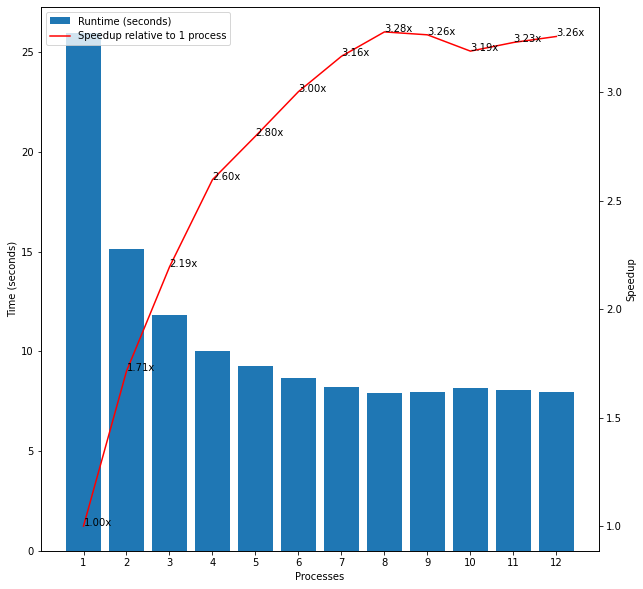 Runtime (seconds)
Speedup relative to 1 process
Time (seconds)
25
20
15
10
5
0
1.00x
1.71x
2.19x
2.60x
2.80x
3.00x
3.16x
3.28x
3.26x
3.19x
3.23x
3.26x
3.0
2.5
2.0
1.5
1.0
Speedup
1 2 3 4 5 6 7 8 9 10 11 12
Processes